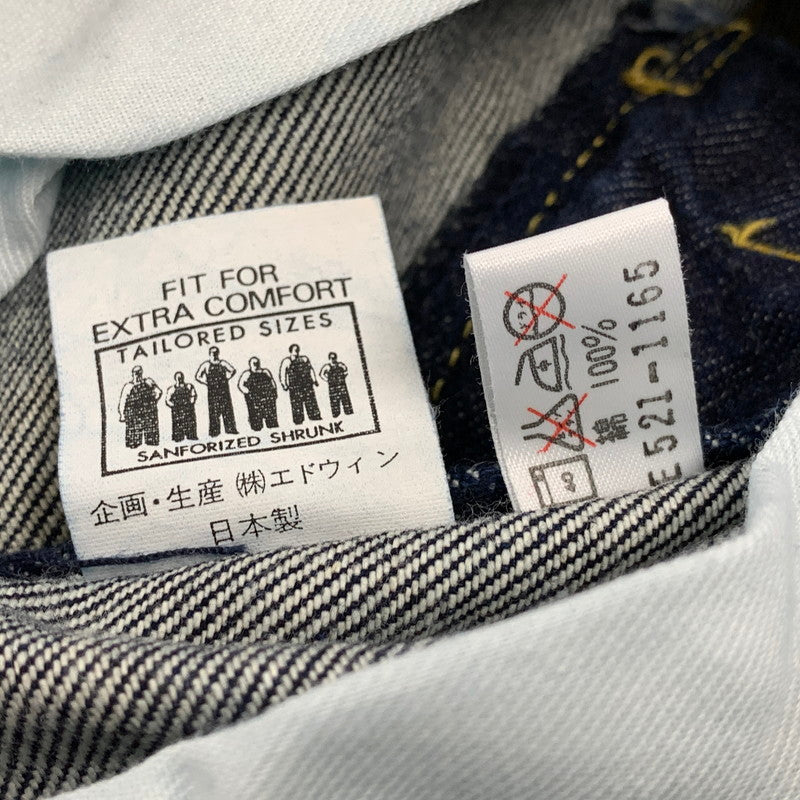 FIT FOR
EXTRA COMFORT
TAILORED SIZES
SANFORIZED SHRUNK
企画・生産 ㈱エドウィン
日本製
綿 100%
E521-1165